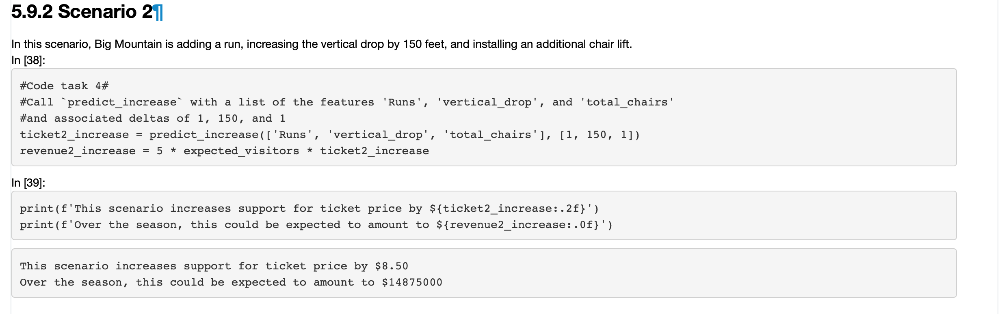 5.9.2 Scenario 2¶
In this scenario, Big Mountain is adding a run, increasing the vertical drop by 150 feet, and installing an additional chair lift.
In [38]:
#Code task 4#
#Call `predict_increase` with a list of the features 'Runs', 'vertical_drop', and 'total_chairs'
#and associated deltas of 1, 150, and 1
ticket2_increase = predict_increase(['Runs', 'vertical_drop', 'total_chairs'], [1, 150, 1])
revenue2_increase = 5 * expected_visitors * ticket2_increase
In [39]:
print(f'This scenario increases support for ticket price by ${ticket2_increase:.2f}')
print(f'Over the season, this could be expected to amount to ${revenue2_increase:.0f}')
This scenario increases support for ticket price by $8.50
Over the season, this could be expected to amount to $14875000